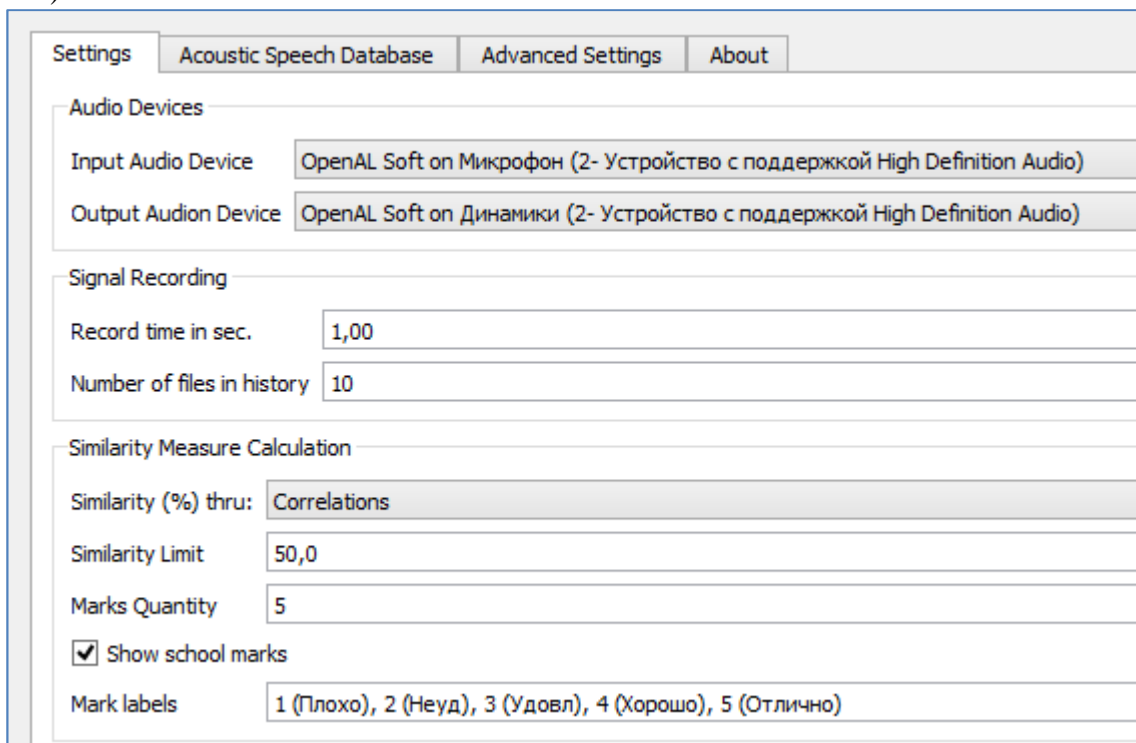 Settings Acoustic Speech Database Advanced Settings About
Audio Devices
Input Audio Device OpenAL Soft on Микрофон (2- Устройство с поддержкой High Definition Audio)
Output Audion Device OpenAL Soft on Динамики (2- Устройство с поддержкой High Definition Audio)
Signal Recording
Record time in sec. 1,00
Number of files in history 10
Similarity Measure Calculation
Similarity (%) thru: Correlations
Similarity Limit 50,0
Marks Quantity 5
Show school marks
Mark labels 1 (Плохо), 2 (Неуд), 3 (Удовл), 4 (Хорошо), 5 (Отлично)